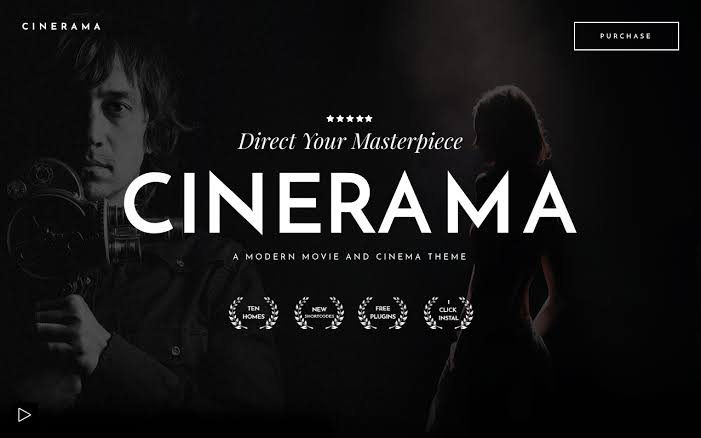 CINERAMA
PURCHASE
Direct Your Masterpiece
CINERAMA
A MODERN MOVIE AND CINEMA THEME
TEN
HOMES
NEW
SHORTCODES
FREE
PLUGINS
1
CLICK
INSTAL